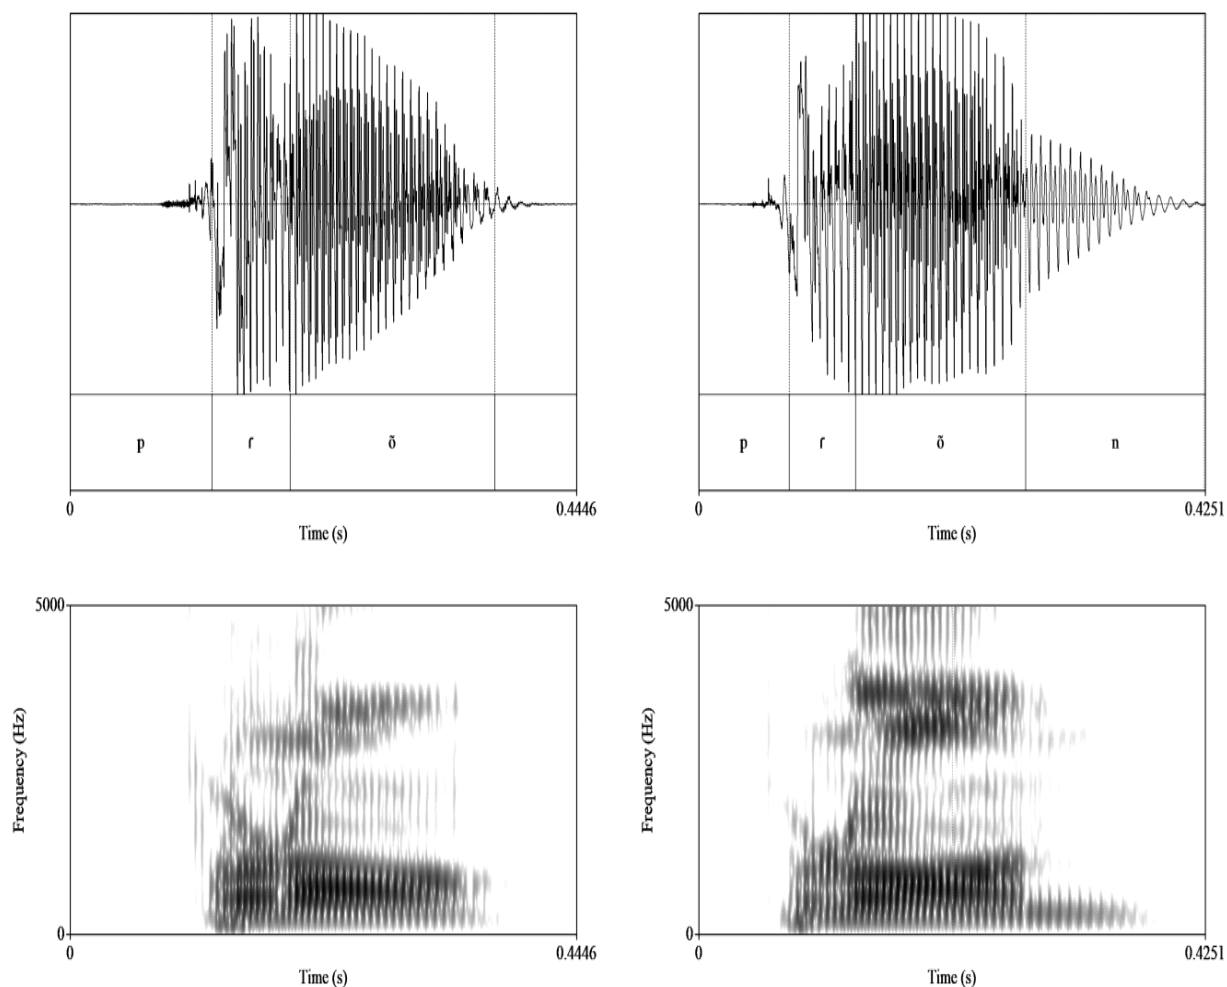 p ɾ õ
0 0.4446
Time (s)
p ɾ õ n
0 0.4251
Time (s)
5000
Frequency (Hz)
0
0 0.4446
Time (s)
5000
Frequency (Hz)
0
0 0.4251
Time (s)